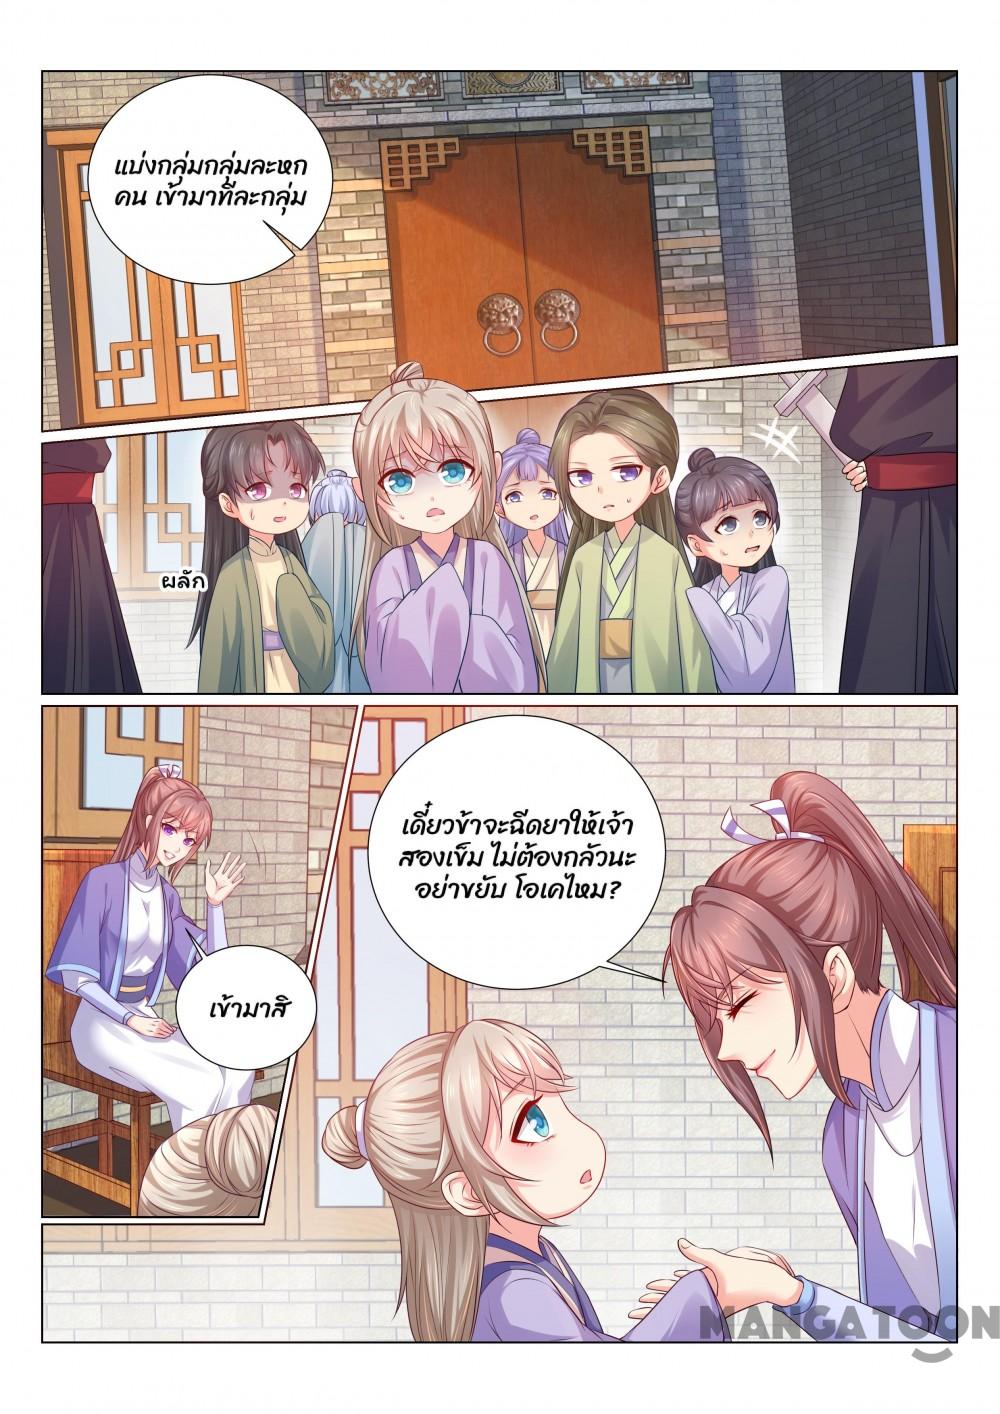 แบ่งกลุ่มกลุ่มละหก
คน เข้ามาทีละกลุ่ม
ผลัก
เข้ามาสิ
เดี๋ยวข้าจะฉีดยาให้เจ้า
สองเข็ม ไม่ต้องกลัวนะ
อย่าขยับ โอเคไหม?
MANGATOON